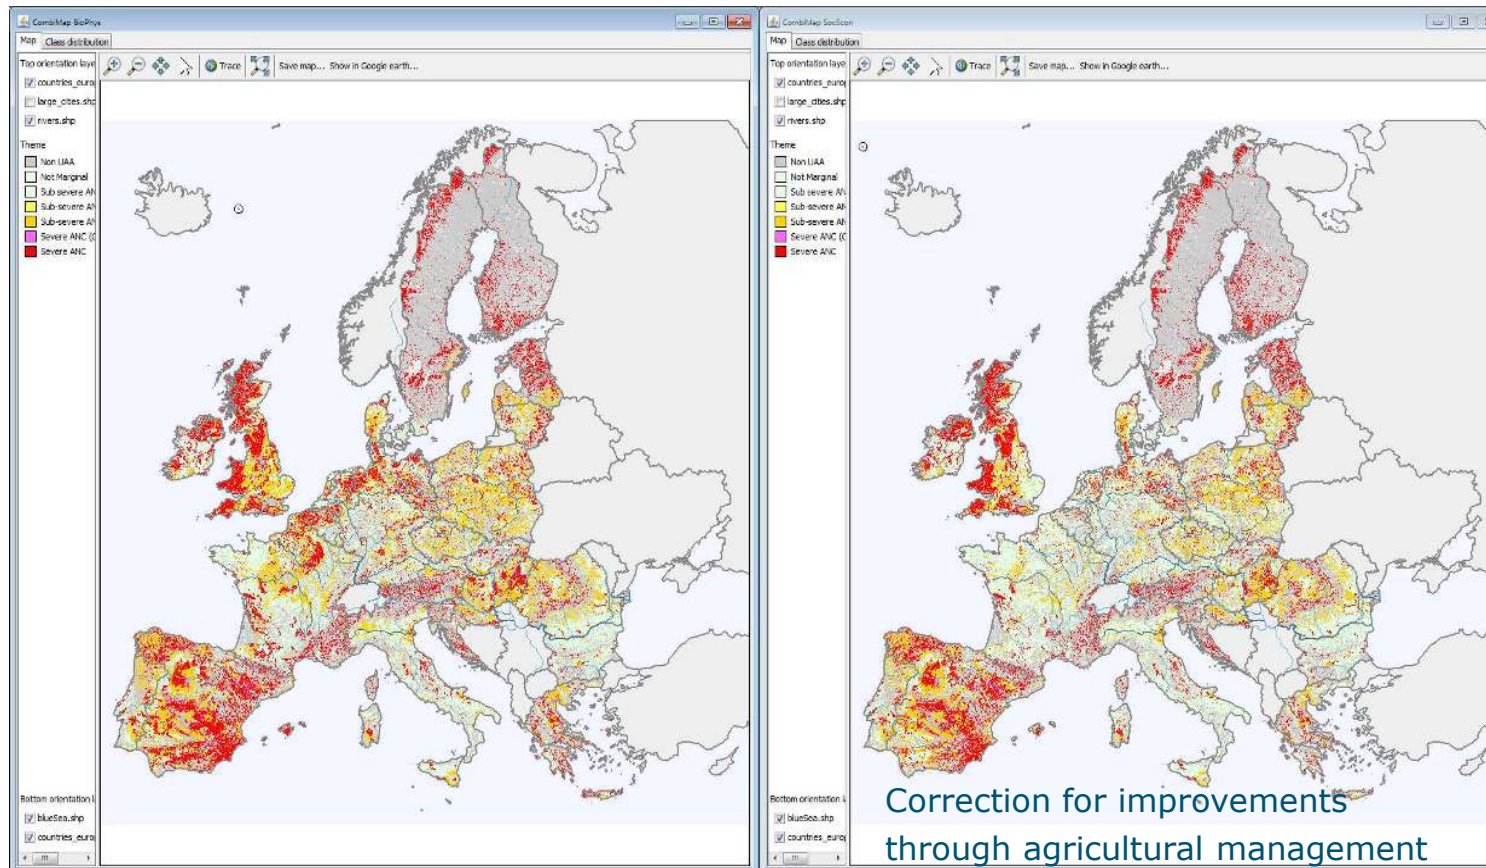 CombiMap BioPhys
Map Class distribution
Top orientation laye
Trace Save map... Show in Google earth...
countries_euro
large_cities.shp
rivers.shp
Theme
Non UAA
Not Marginal
Sub severe AN
Sub-severe AN
Sub-severe AN
Severe ANC (C
Severe ANC
Bottom orientation l
blueSea.shp
countries_euro
CombiMap SocScon
Map Class distribution
Top orientation laye
Trace Save map... Show in Google earth...
countries_euro
large_cities.shp
rivers.shp
Theme
Non UAA
Not Marginal
Sub severe AN
Sub-severe AN
Sub-severe AN
Severe ANC (C
Severe ANC
Bottom orientation l
blueSea.shp
countries_euro
Correction for improvements
through agricultural management